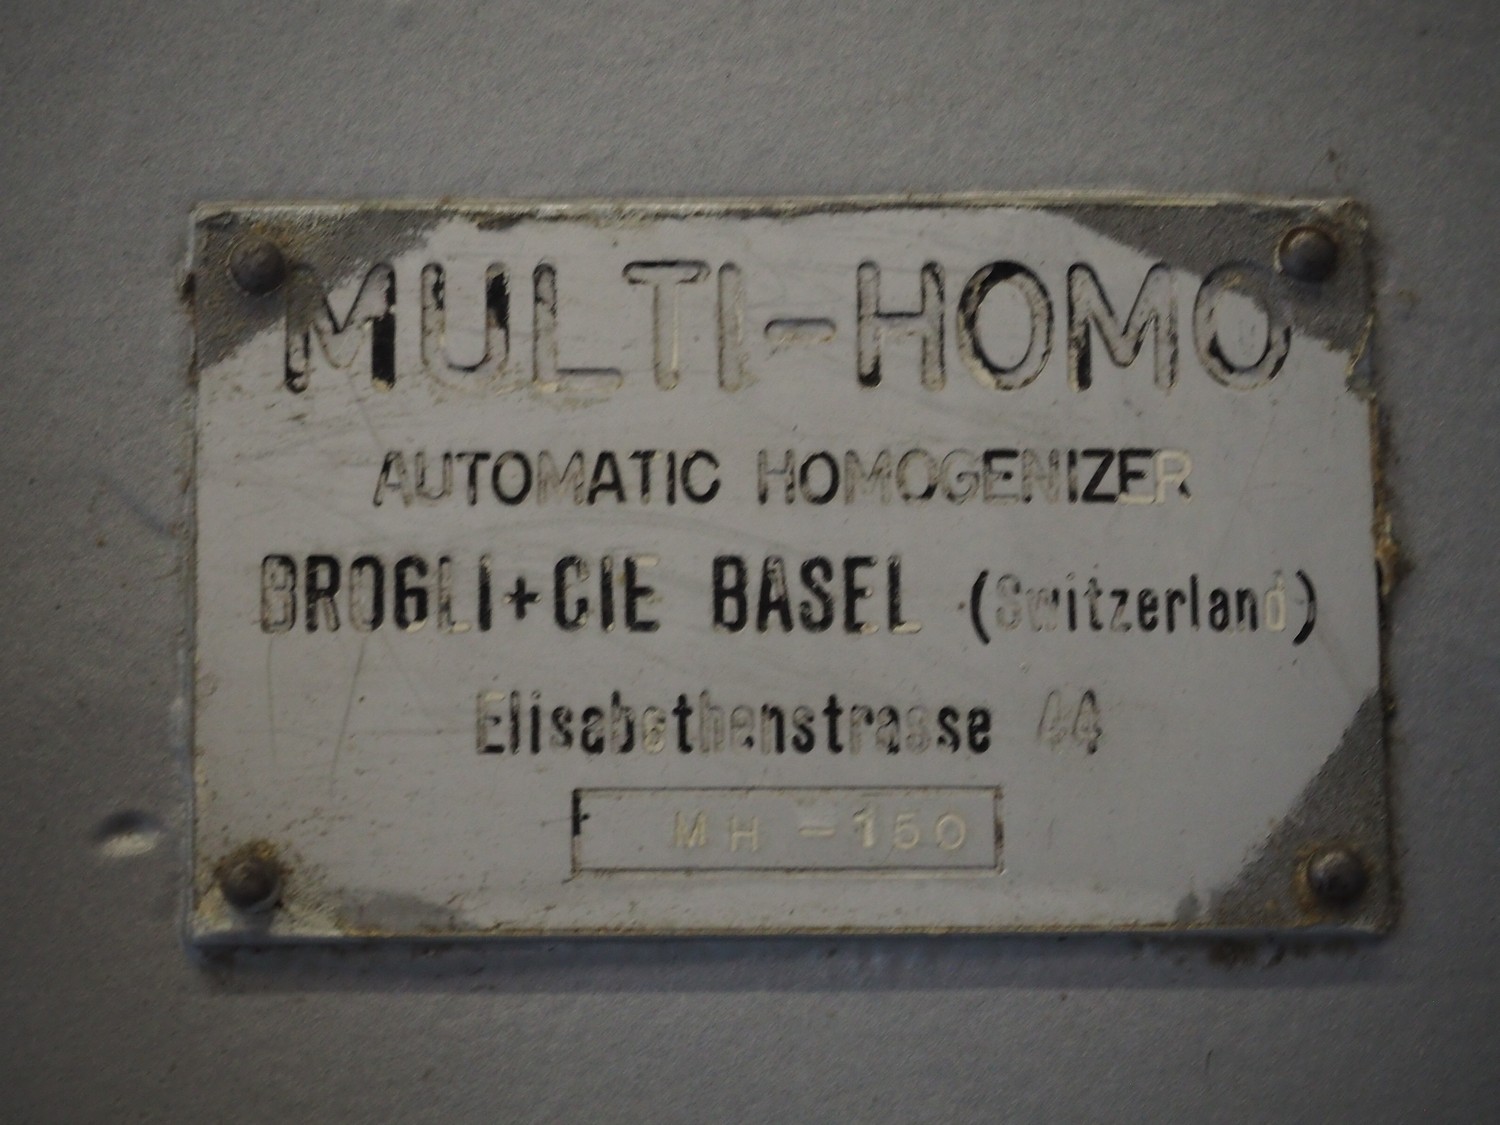 MULTI-HOMO
AUTOMATIC HOMOGENIZER
BROGLI+CIE BASEL (Switzerland)
Elisabethenstrasse 44
MH-150